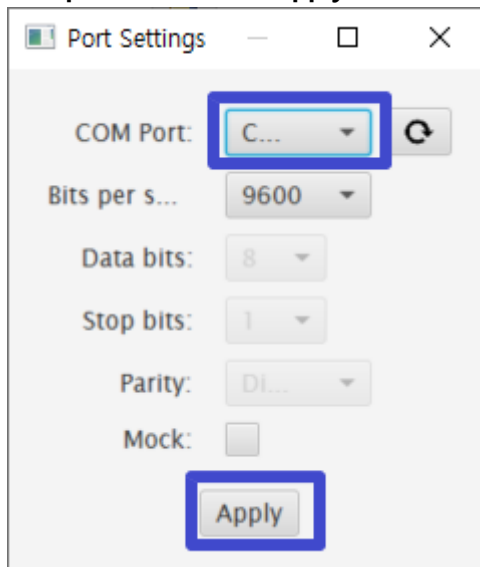 Port Settings
COM Port: C...
Bits per s... 9600
Data bits: 8
Stop bits: 1
Parity: Di...
Mock:
Apply